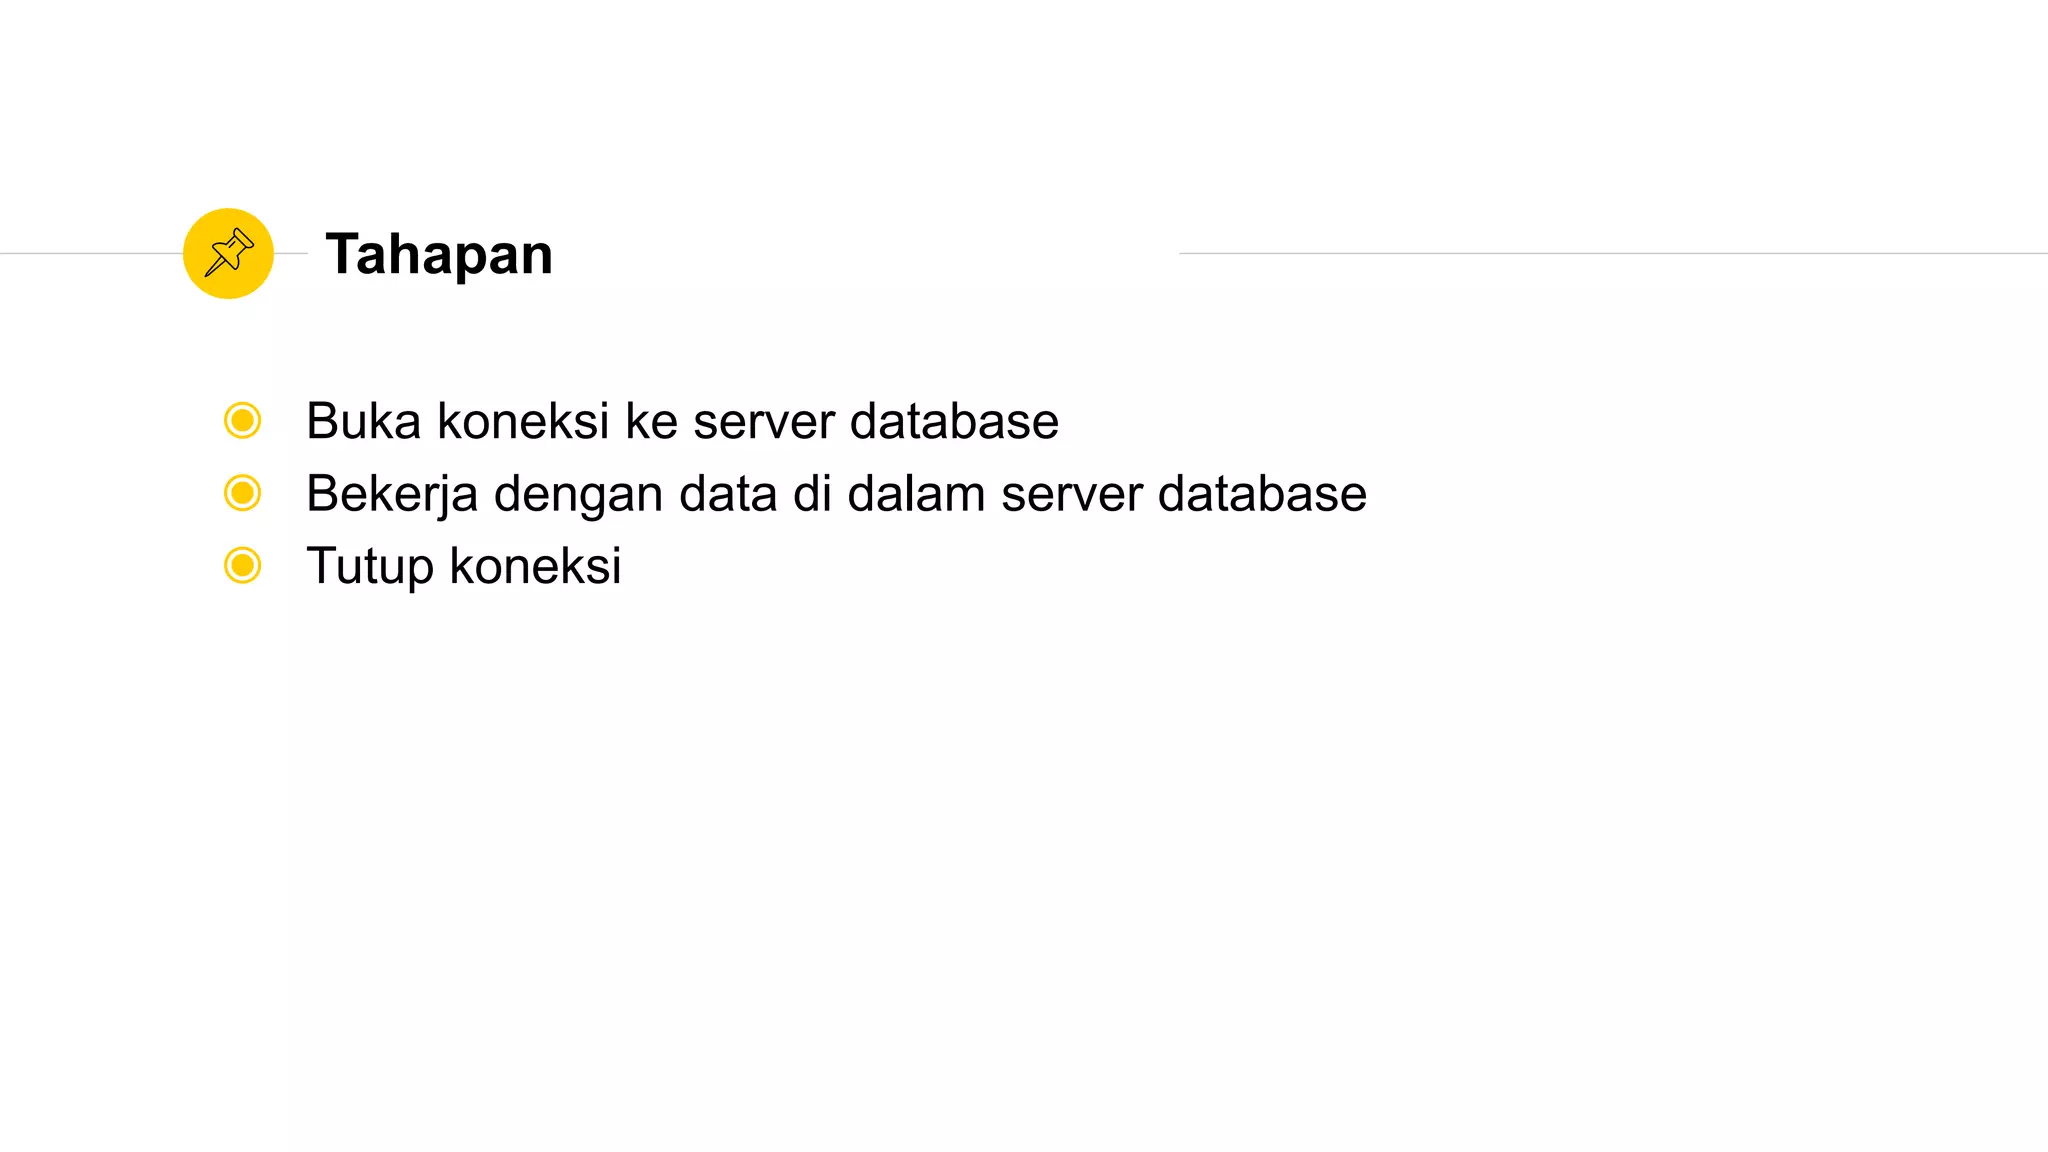 Tahapan
Buka koneksi ke server database
Bekerja dengan data di dalam server database
Tutup koneksi